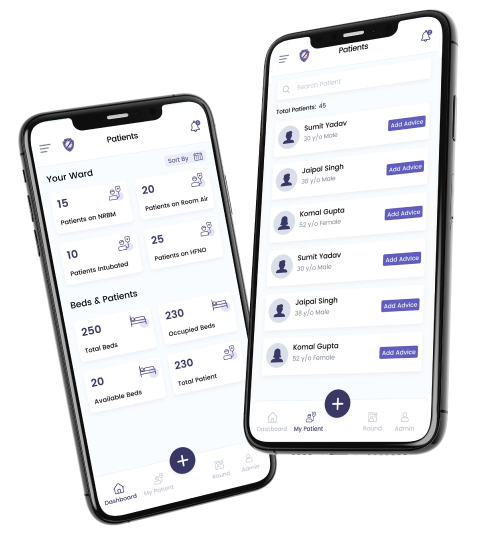 Patients
Sort By
Your Ward
15
Patients on NRBM
20
Patients on Room Air
10
Patients Intubated
25
Patients on HFNO
Beds & Patients
250
Total Beds
230
Occupied Beds
20
Available Beds
230
Total Patient
Dashboard
My Patient
Round
Admin
Patients
Search Patient
Total Patients: 45
Sumit Yadav
30 y/o Male
Add Advice
Jaipal Singh
38 y/o Male
Add Advice
Komal Gupta
52 y/o Female
Add Advice
Sumit Yadav
30 y/o Male
Add Advice
Jaipal Singh
38 y/o Male
Add Advice
Komal Gupta
52 y/o Female
Add Advice
Dashboard
My Patient
Round
Admin